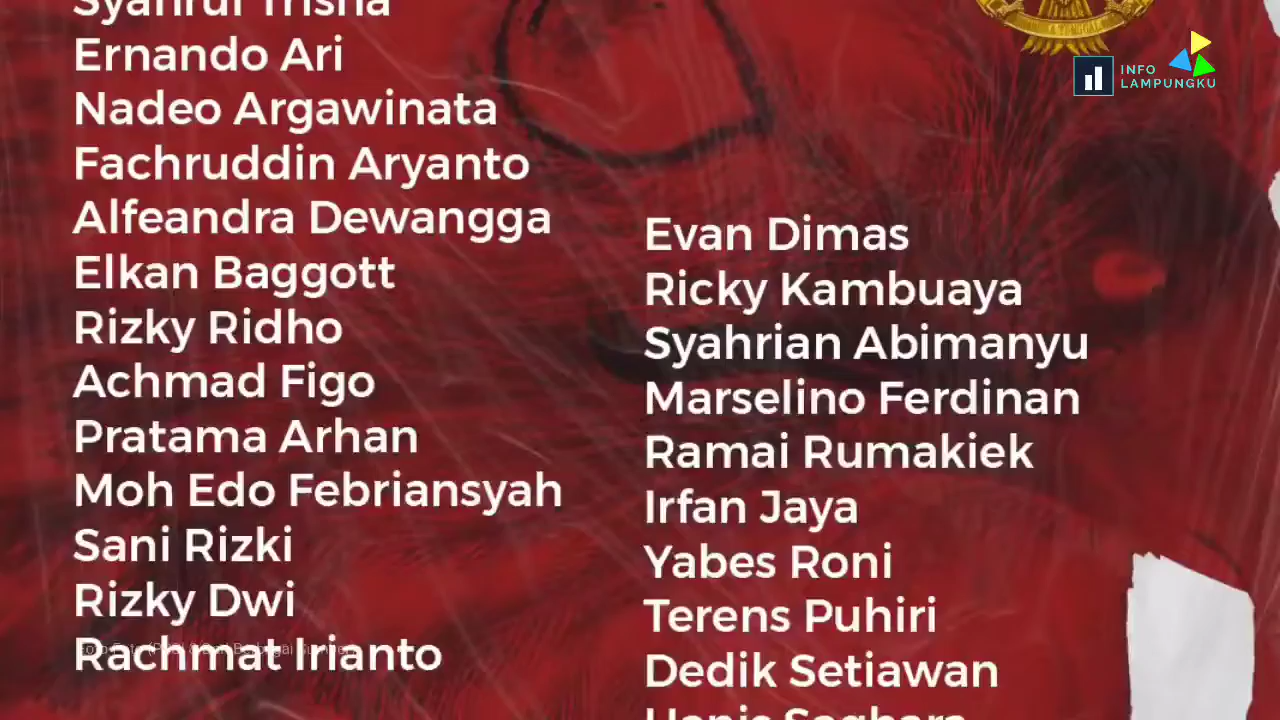 Syahrul Trisna
Ernando Ari
Nadeo Argawinata
Fachruddin Aryanto
Alfeandra Dewangga
Elkan Baggott
Rizky Ridho
Achmad Figo
Pratama Arhan
Moh Edo Febriansyah
Sani Rizki
Rizky Dwi
Rachmat Irianto
Evan Dimas
Ricky Kambuaya
Syahrian Abimanyu
Marselino Ferdinan
Ramai Rumakiek
Irfan Jaya
Yabes Roni
Terens Puhiri
Dedik Setiawan
INFO
LAMPUNGKU